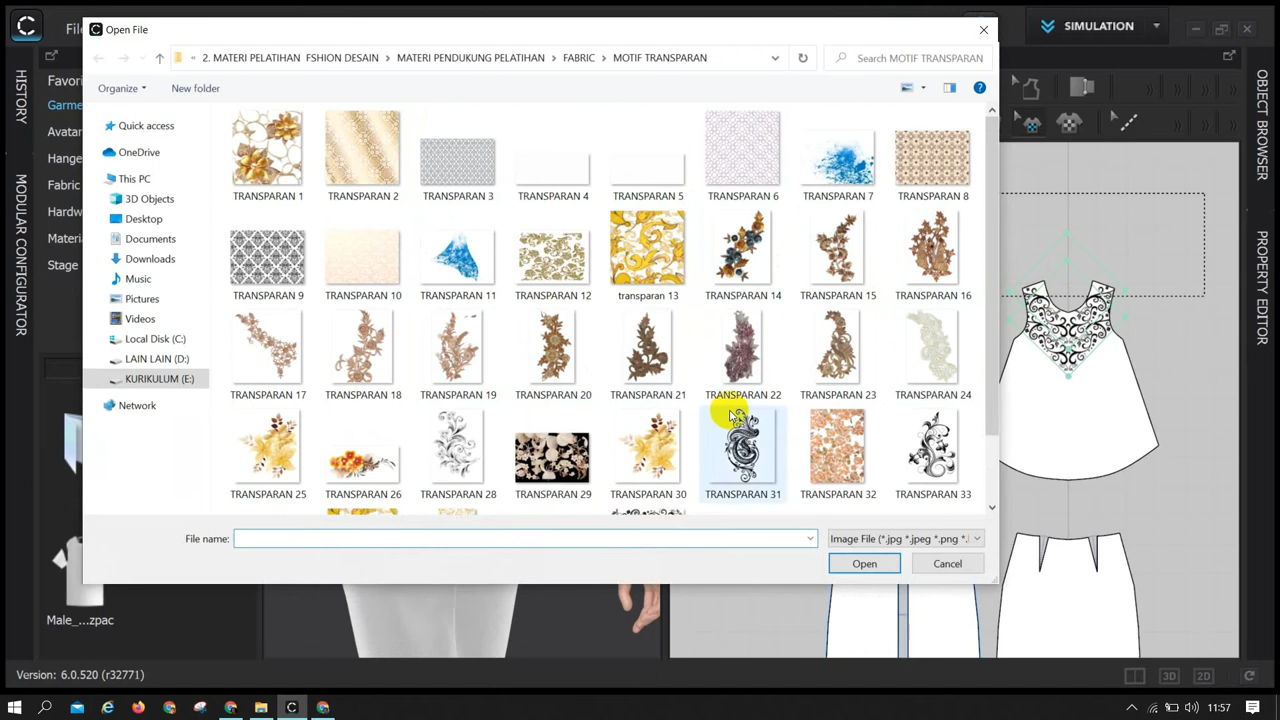 Open File
Fil
SIMULATION
« 2. MATERI PELATIHAN FSHION DESAIN › MATERI PENDUKUNG PELATIHAN › FABRIC › MOTIF TRANSPARAN
Search MOTIF TRANSPARAN
Organize
New folder
HISTORY
MODULAR CONFIGURATOR
Favori
Garme
Avatar
Hange
Fabric
Hardw
Materia
Stage
Quick access
OneDrive
This PC
3D Objects
Desktop
Documents
Downloads
Music
Pictures
Videos
Local Disk (C:)
LAIN LAIN (D:)
KURIKULUM (E:)
Network
TRANSPARAN 1
TRANSPARAN 2
TRANSPARAN 3
TRANSPARAN 4
TRANSPARAN 5
TRANSPARAN 6
TRANSPARAN 7
TRANSPARAN 8
TRANSPARAN 9
TRANSPARAN 10
TRANSPARAN 11
TRANSPARAN 12
transparan 13
TRANSPARAN 14
TRANSPARAN 15
TRANSPARAN 16
TRANSPARAN 17
TRANSPARAN 18
TRANSPARAN 19
TRANSPARAN 20
TRANSPARAN 21
TRANSPARAN 22
TRANSPARAN 23
TRANSPARAN 24
TRANSPARAN 25
TRANSPARAN 26
TRANSPARAN 28
TRANSPARAN 29
TRANSPARAN 30
TRANSPARAN 31
TRANSPARAN 32
TRANSPARAN 33
File name:
Image File (*.jpg *.jpeg *.png *.
Open
Cancel
OBJECT BROWSER
PROPERTY EDITOR
Male_...zpac
Version: 6.0.520 (r32771)
3D
2D
11:57